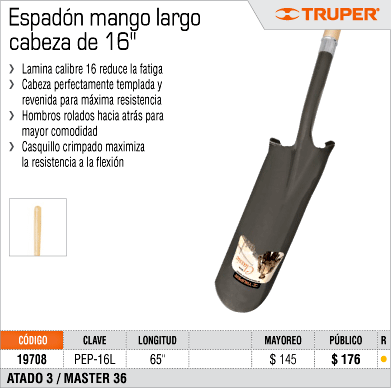 Espadón mango largo
cabeza de 16"
TRUPER®
› Lamina calibre 16 reduce la fatiga
› Cabeza perfectamente templada y
revenida para máxima resistencia
› Hombros rolados hacia atrás para
mayor comodidad
› Casquillo crimpado maximiza
la resistencia a la flexión
CÓDIGO CLAVE LONGITUD MAYOREO PÚBLICO R
19708 PEP-16L 65" $ 145 $ 176
ATADO 3 / MASTER 36